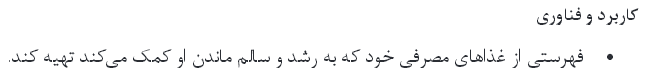 کاربرد و فناوری
• فهرستی از غذاهای مصرفی خود که به رشد و سالم ماندن او کمک می‌کند تهیه کند.